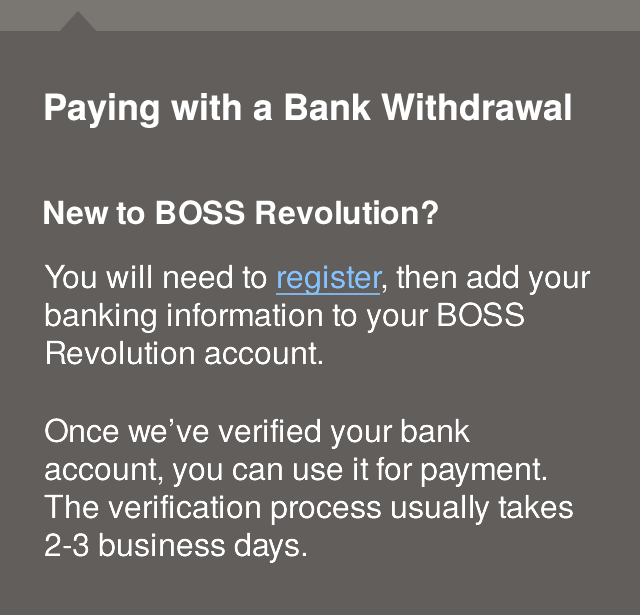 Paying with a Bank Withdrawal
New to BOSS Revolution?
You will need to register, then add your
banking information to your BOSS
Revolution account.
Once we’ve verified your bank
account, you can use it for payment.
The verification process usually takes
2-3 business days.